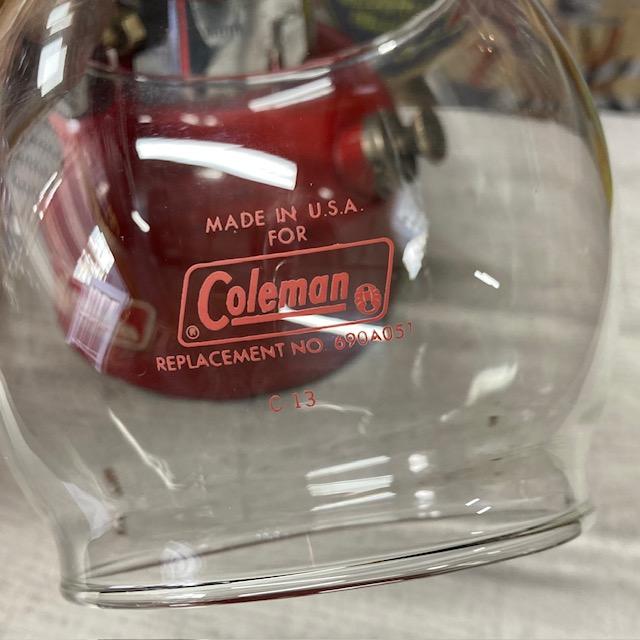 MADE IN U.S.A.
FOR
Coleman
®
REPLACEMENT NO. 690A051
C 13